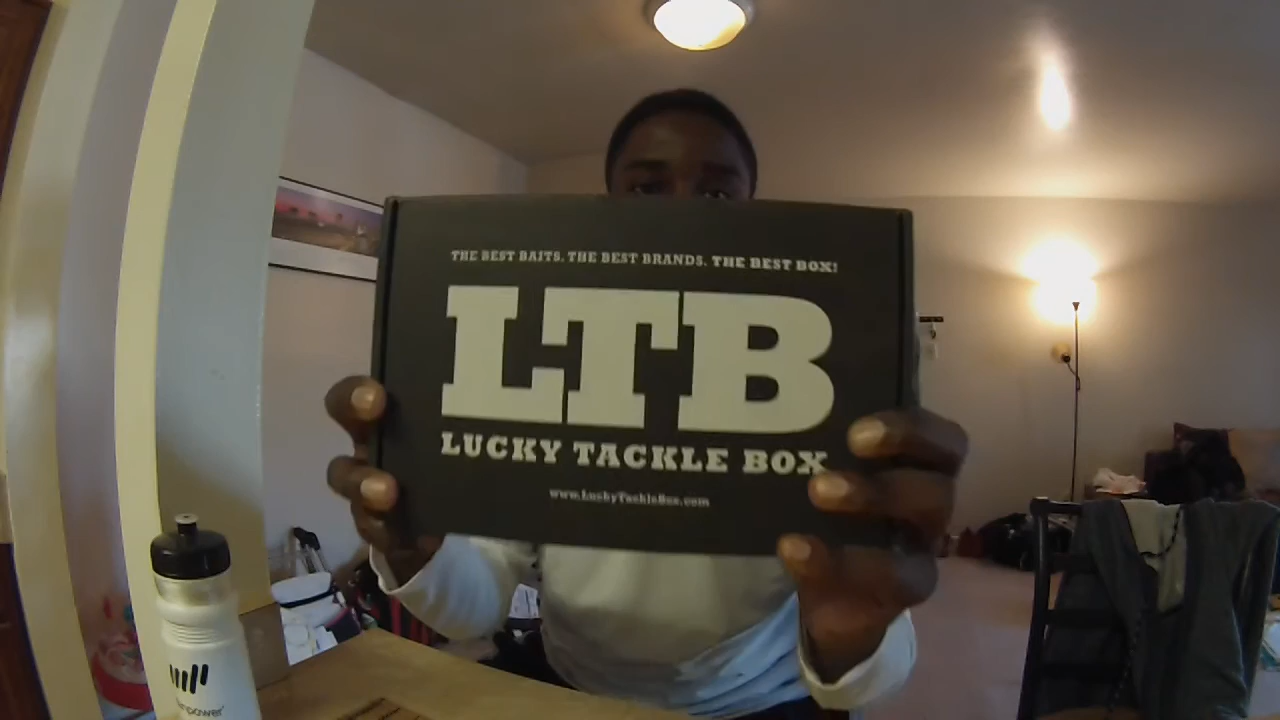 THE BEST BAITS. THE BEST BRANDS. THE BEST BOX!
LTB
LUCKY TACKLE BOX
www.LuckyTackleBox.com